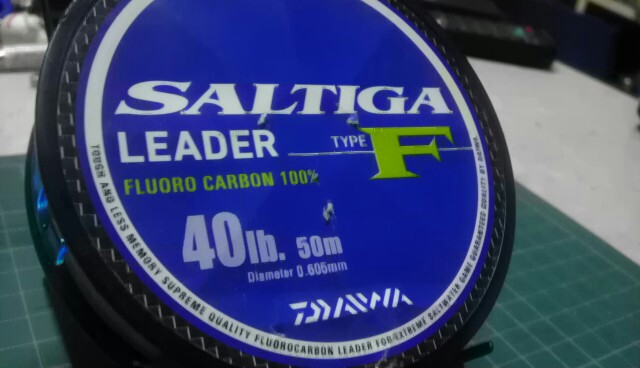 SALTIGA
LEADER TYPE F
FLUORO CARBON 100%
40lb. 50m
Diameter 0.605mm
DAIWA
TOUGH AND LESS MEMORY SUPREME QUALITY FLUOROCARBON LEADER FOR EXTREME SALTWATER GAME GUARANTEED QUALITY BY DAIWA